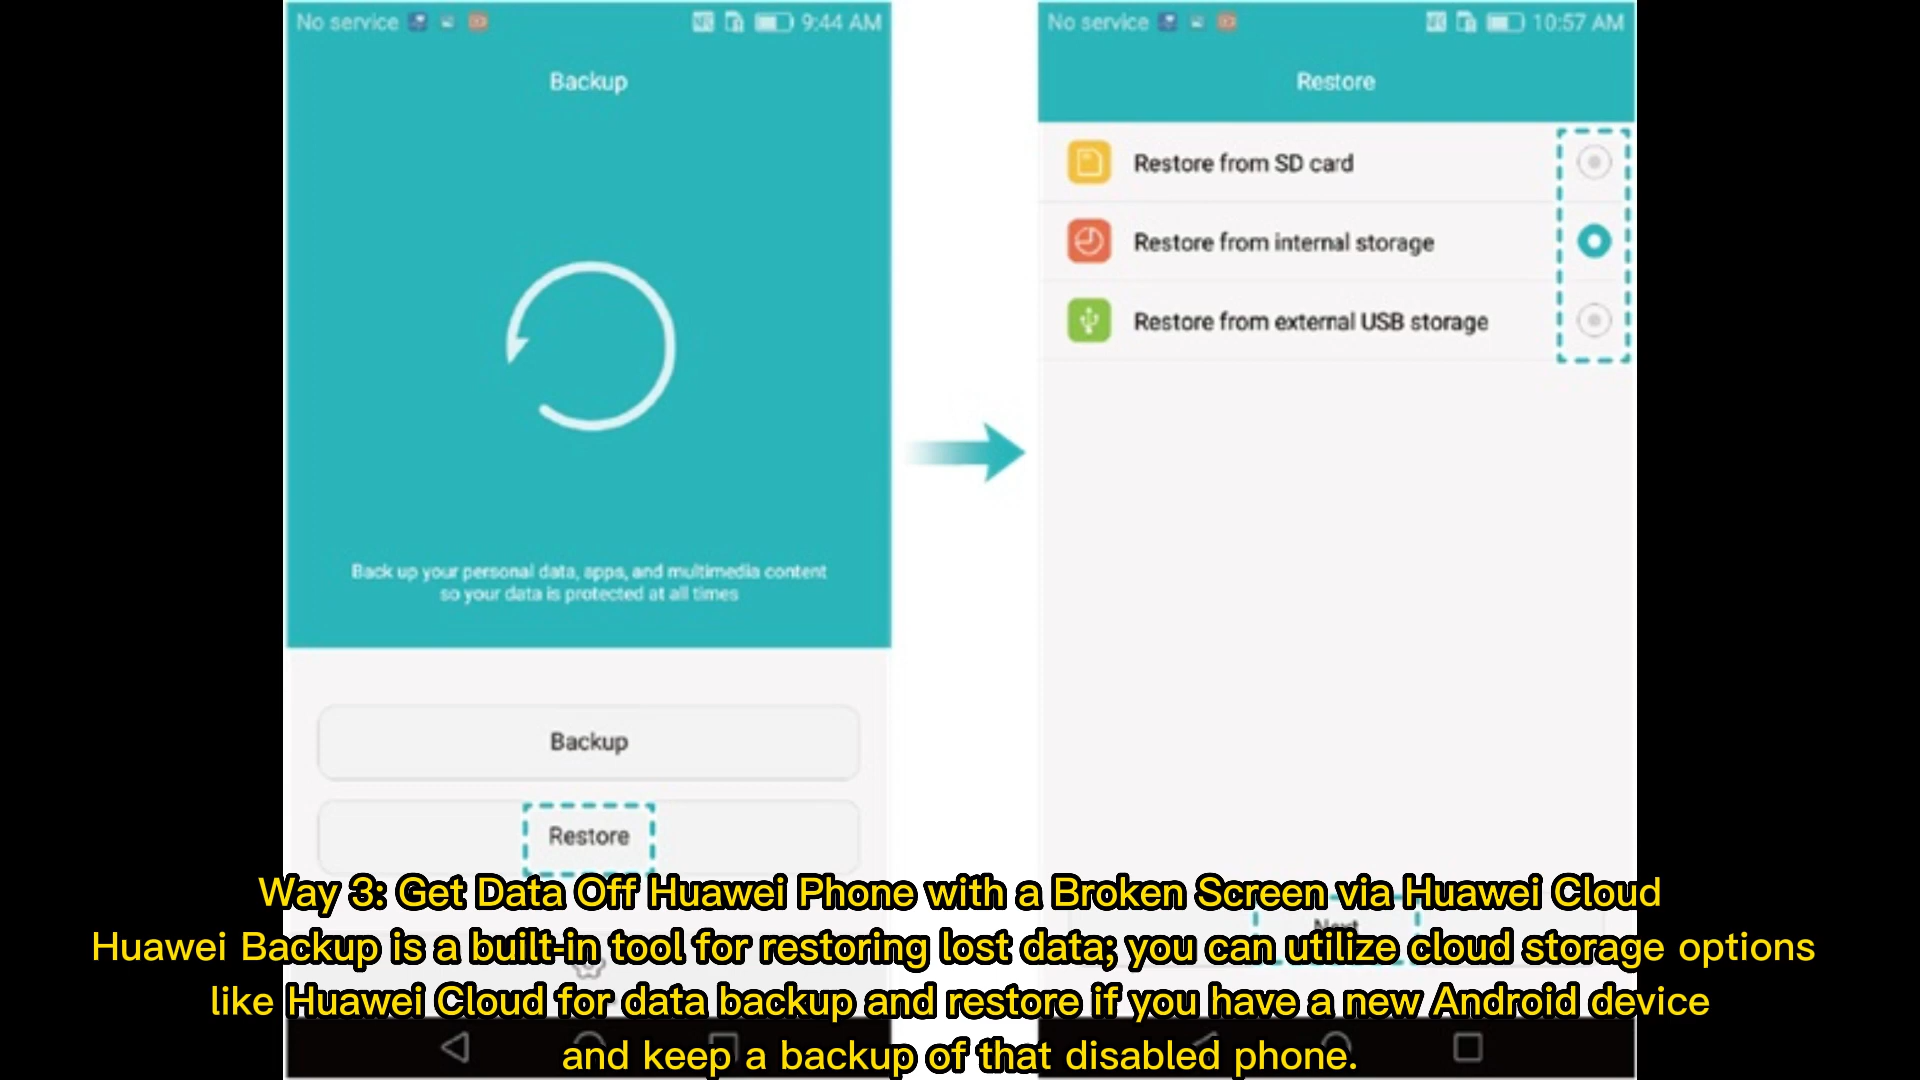 No service
9:44 AM
Backup
Back up your personal data, apps, and multimedia content
so your data is protected at all times
Backup
Restore
No service
10:57 AM
Restore
Restore from SD card
Restore from internal storage
Restore from external USB storage
Next
Way 3: Get Data Off Huawei Phone with a Broken Screen via Huawei Cloud
Huawei Backup is a built-in tool for restoring lost data; you can utilize cloud storage options
like Huawei Cloud for data backup and restore if you have a new Android device
and keep a backup of that disabled phone.